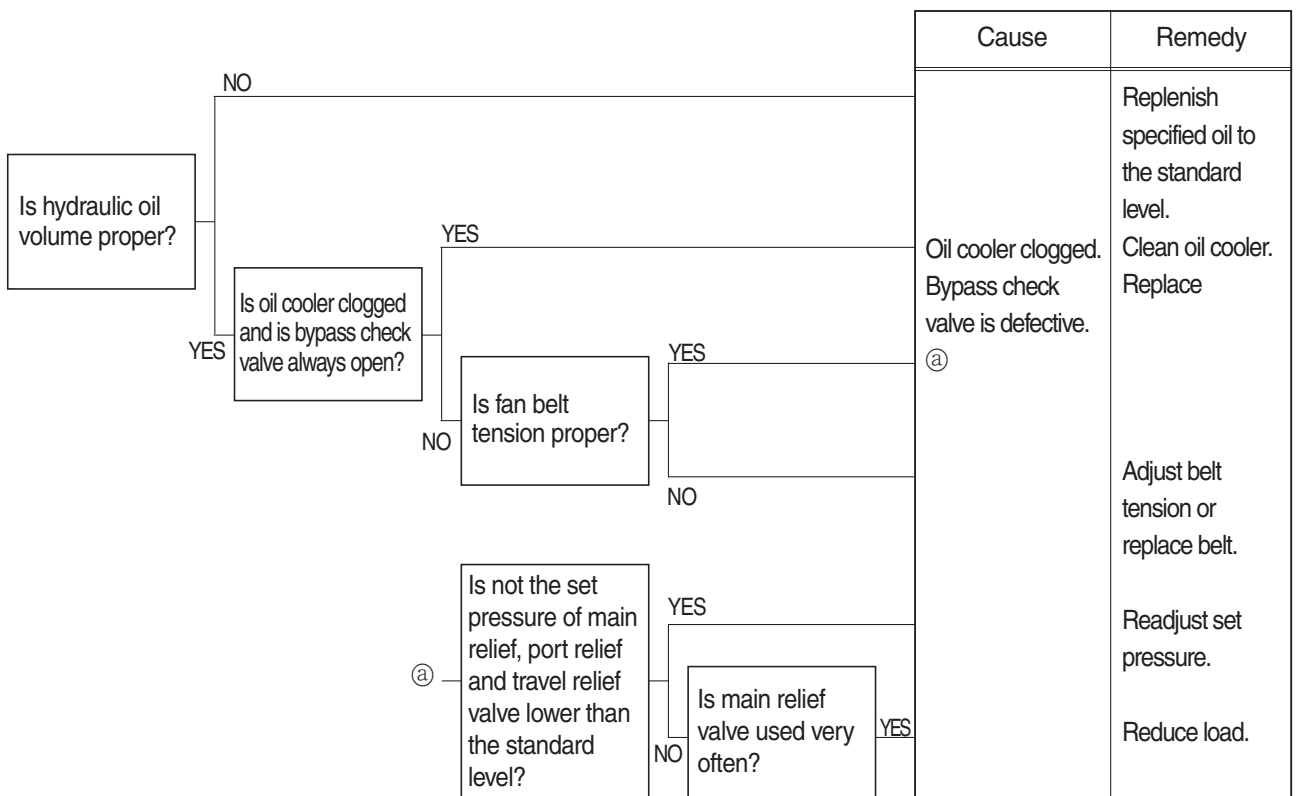 Cause
Remedy
NO
Replenish
specified oil to
the standard
level.
Is hydraulic oil
volume proper?
YES
YES
Oil cooler clogged.
Clean oil cooler.
Bypass check
valve is defective.
Replace
Is oil cooler clogged
and is bypass check
valve always open?
NO
YES
ⓐ
Is fan belt
tension proper?
NO
Adjust belt
tension or
replace belt.
ⓐ
Is not the set
pressure of main
relief, port relief
and travel relief
valve lower than
the standard
level?
YES
Readjust set
pressure.
NO
Is main relief
valve used very
often?
YES
Reduce load.